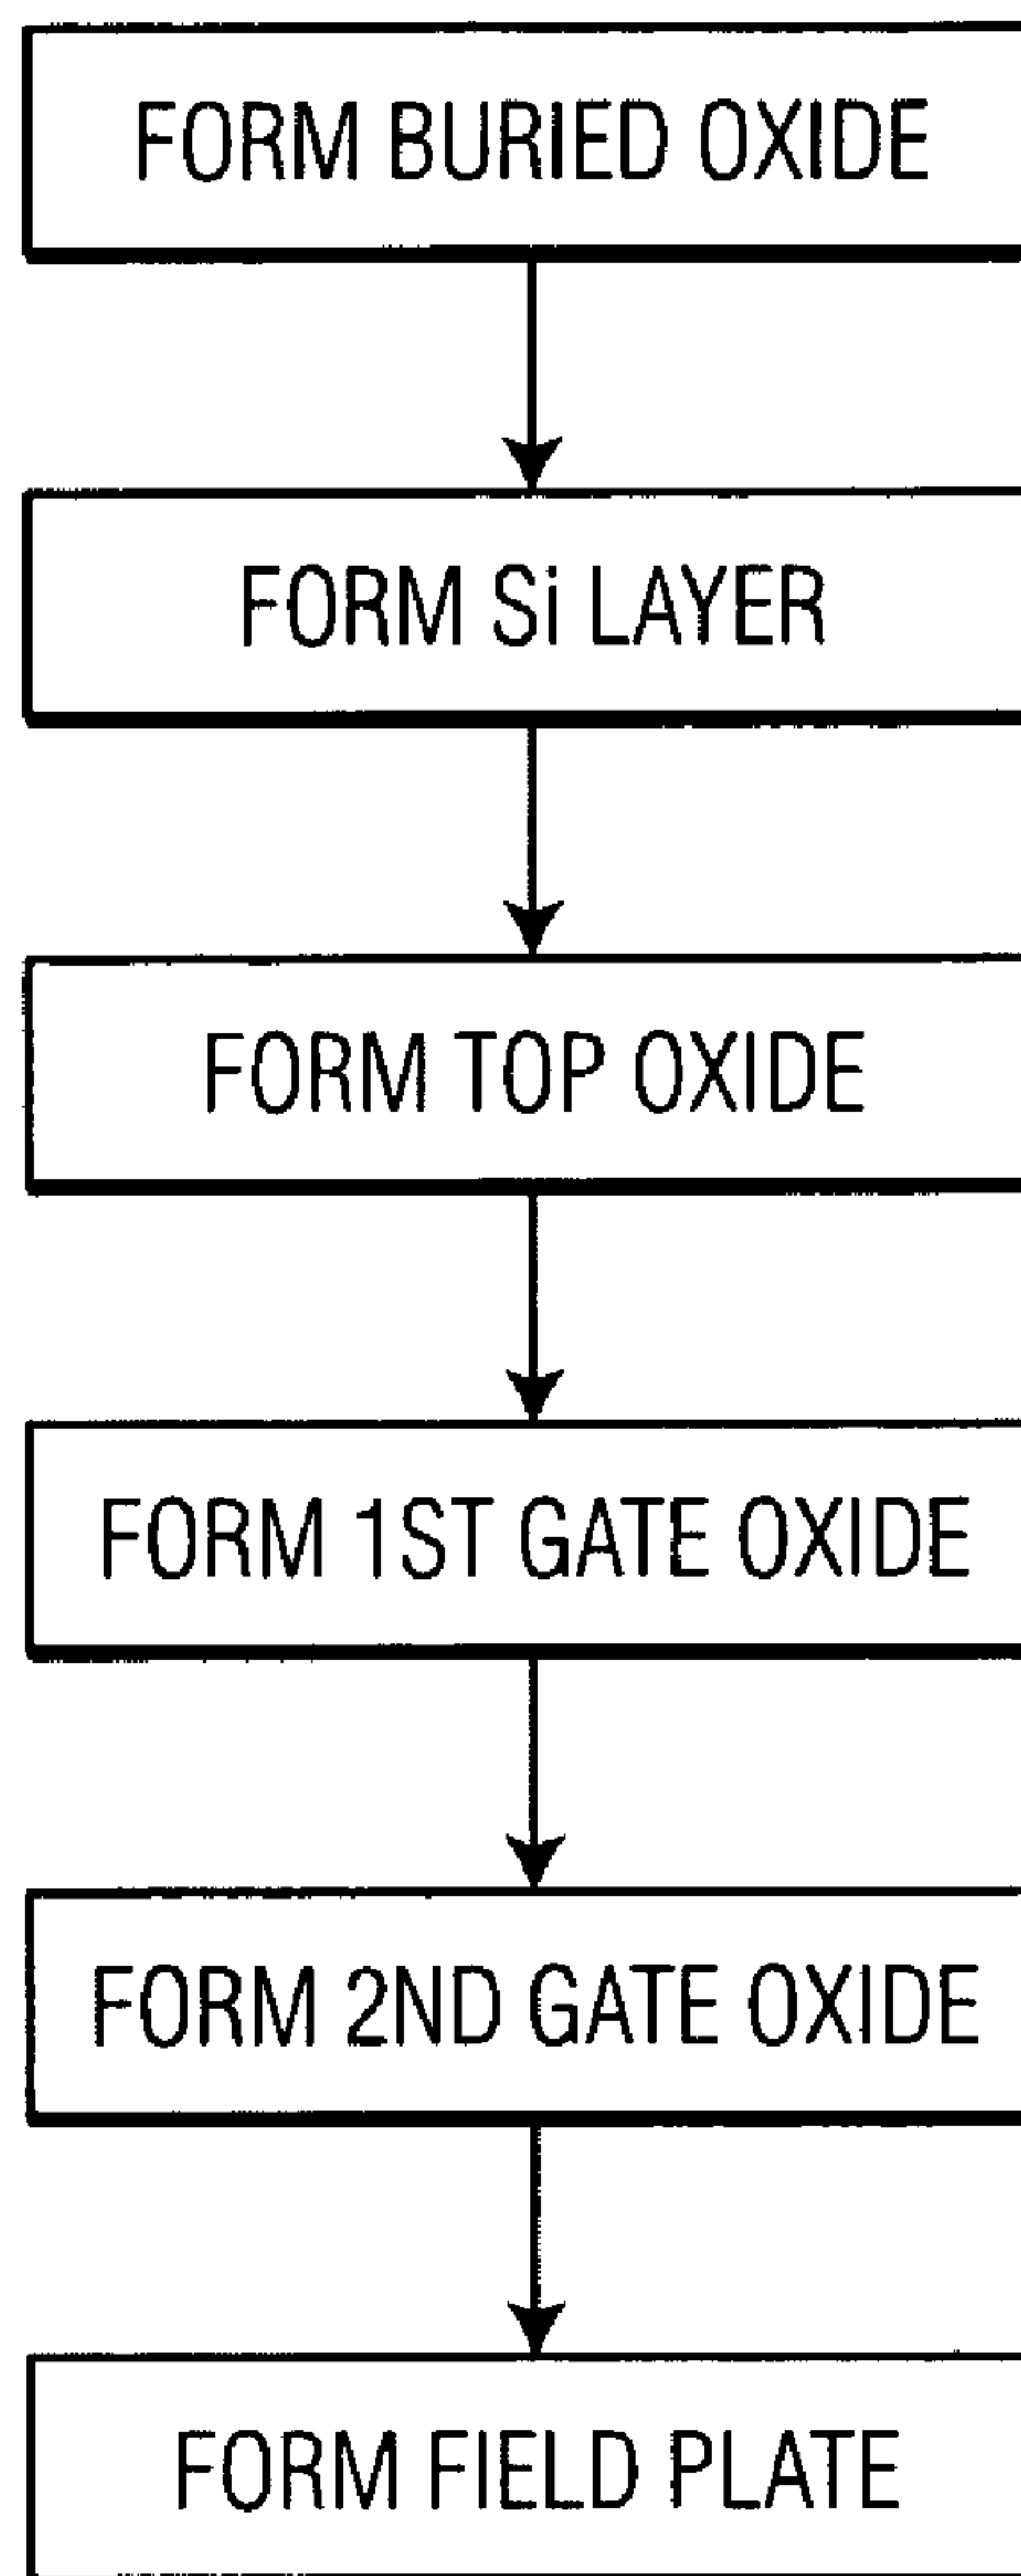 FORM BURIED OXIDE
FORM Si LAYER
FORM TOP OXIDE
FORM 1ST GATE OXIDE
FORM 2ND GATE OXIDE
FORM FIELD PLATE